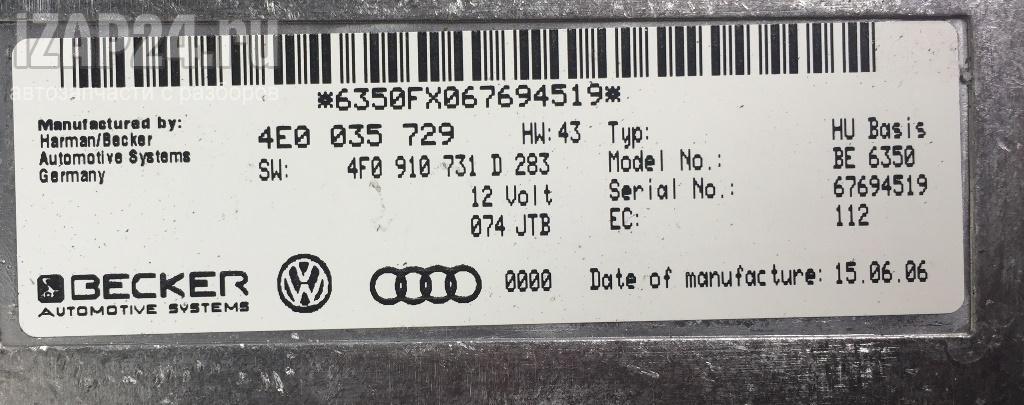 iZAP24.ru
автозапчасти с разборов
*6350FX067694519*
Manufactured by:
Harman/Becker
Automotive Systems
Germany
4E0 035 729 HW: 43
SW: 4F0 910 731 D 283
12 Volt
074 JTB
Typ: HU Basis
Model No.: BE 6350
Serial No.: 67694519
EC: 112
BECKER
AUTOMOTIVE SYSTEMS
0000 Date of manufacture: 15.06.06